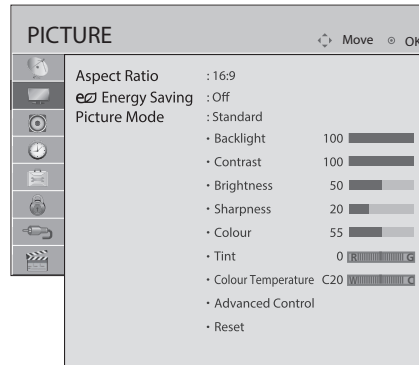 PICTURE
Move OK
Aspect Ratio : 16:9
Energy Saving : Off
Picture Mode : Standard
• Backlight 100
• Contrast 100
• Brightness 50
• Sharpness 20
• Colour 55
• Tint 0 R G
• Colour Temperature C20 W C
• Advanced Control
• Reset